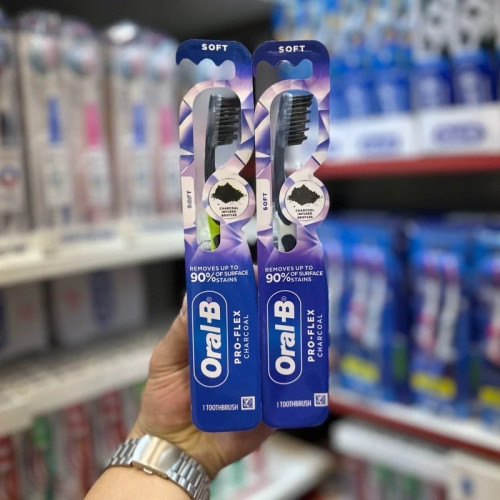 SOFT
SOFT
CHARCOAL
INFUSED
BRISTLES
REMOVES UP TO
90% OF SURFACE
STAINS
Oral-B®
PRO-FLEX
CHARCOAL
1 TOOTHBRUSH
SOFT
SOFT
CHARCOAL
INFUSED
BRISTLES
REMOVES UP TO
90% OF SURFACE
STAINS
Oral-B®
PRO-FLEX
CHARCOAL
1 TOOTHBRUSH